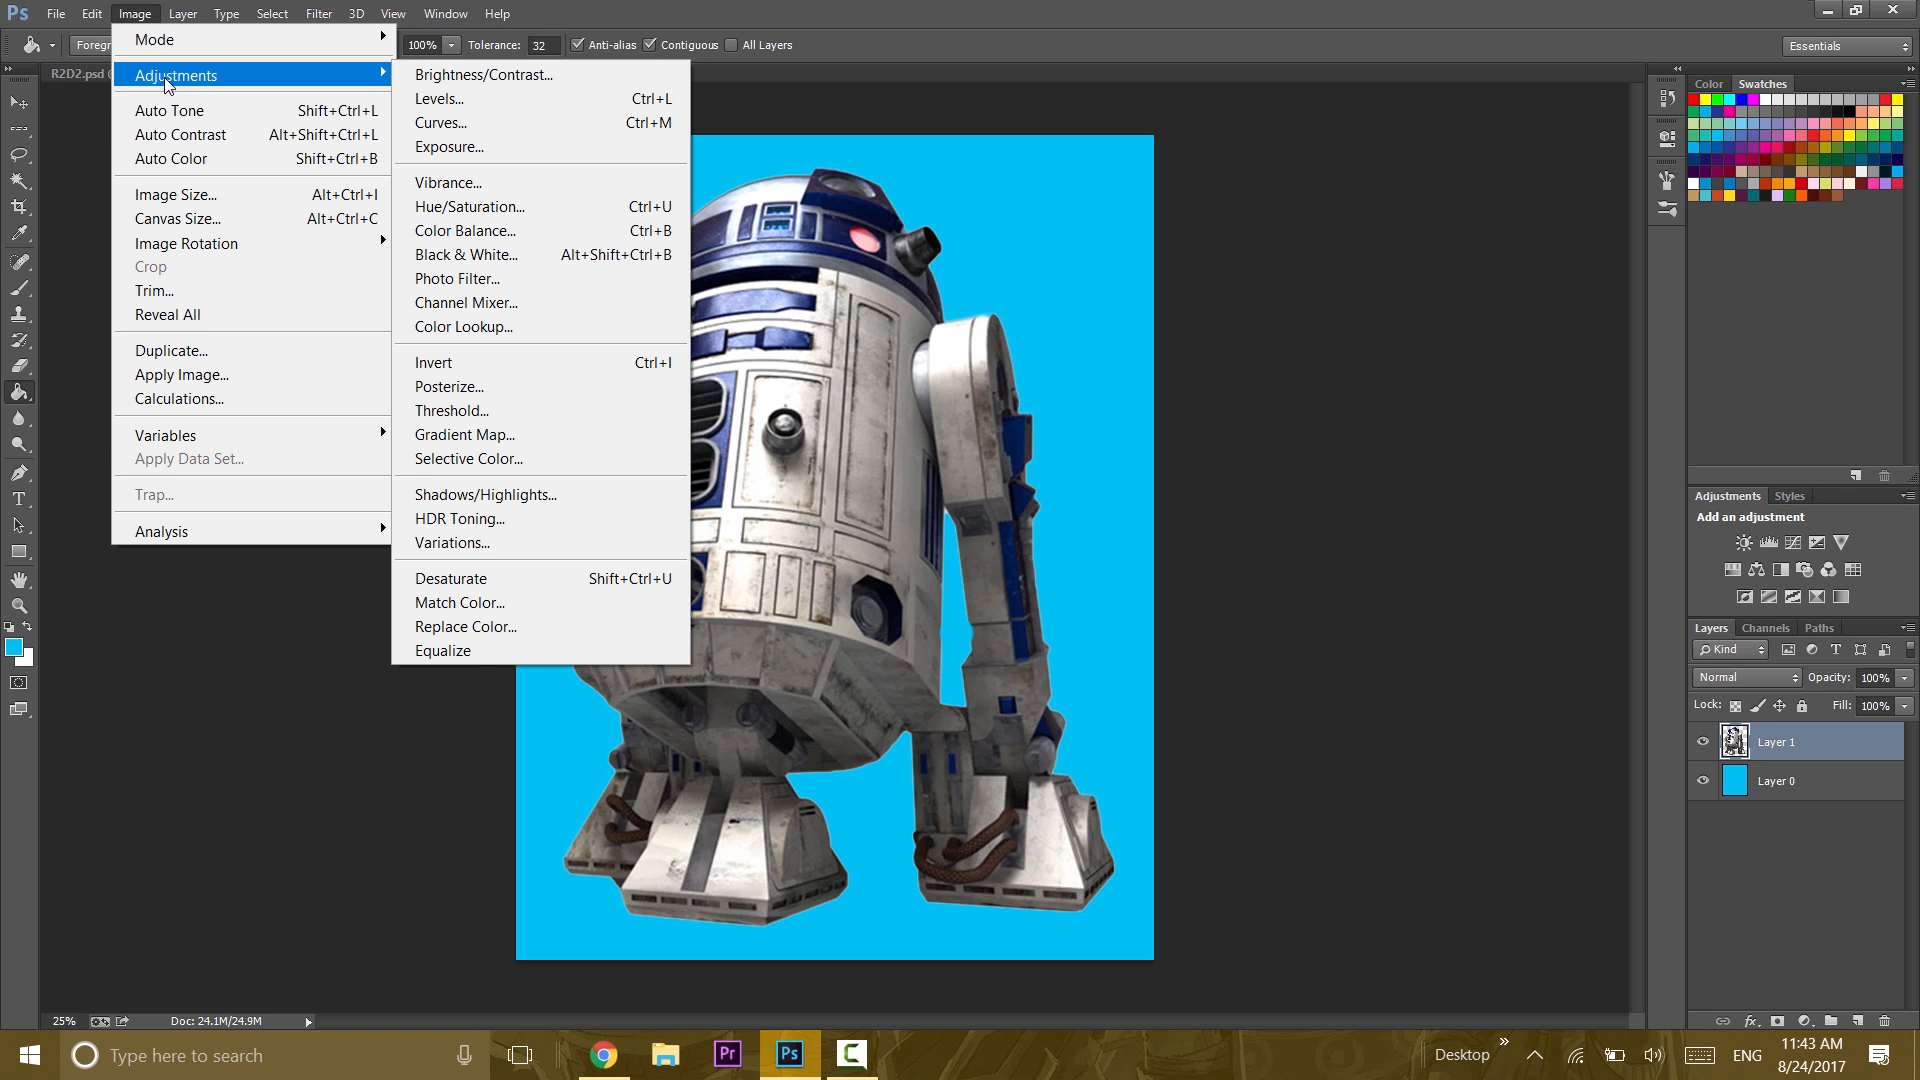 Ps File Edit Image Layer Type Select Filter 3D View Window Help
Foregr 100% Tolerance: 32 Anti-alias Contiguous All Layers Essentials
R2D2.psd
Mode
Adjustments
Auto Tone Shift+Ctrl+L
Auto Contrast Alt+Shift+Ctrl+L
Auto Color Shift+Ctrl+B
Image Size... Alt+Ctrl+I
Canvas Size... Alt+Ctrl+C
Image Rotation
Crop
Trim...
Reveal All
Duplicate...
Apply Image...
Calculations...
Variables
Apply Data Set...
Trap...
Analysis
Brightness/Contrast...
Levels... Ctrl+L
Curves... Ctrl+M
Exposure...
Vibrance...
Hue/Saturation... Ctrl+U
Color Balance... Ctrl+B
Black & White... Alt+Shift+Ctrl+B
Photo Filter...
Channel Mixer...
Color Lookup...
Invert Ctrl+I
Posterize...
Threshold...
Gradient Map...
Selective Color...
Shadows/Highlights...
HDR Toning...
Variations...
Desaturate Shift+Ctrl+U
Match Color...
Replace Color...
Equalize
Color Swatches
Adjustments Styles
Add an adjustment
Layers Channels Paths
Kind
Normal Opacity: 100%
Lock: Fill: 100%
Layer 1
Layer 0
fx
25% Doc: 24.1M/24.9M
Type here to search
Pr Ps C
Desktop
ENG
11:43 AM
8/24/2017